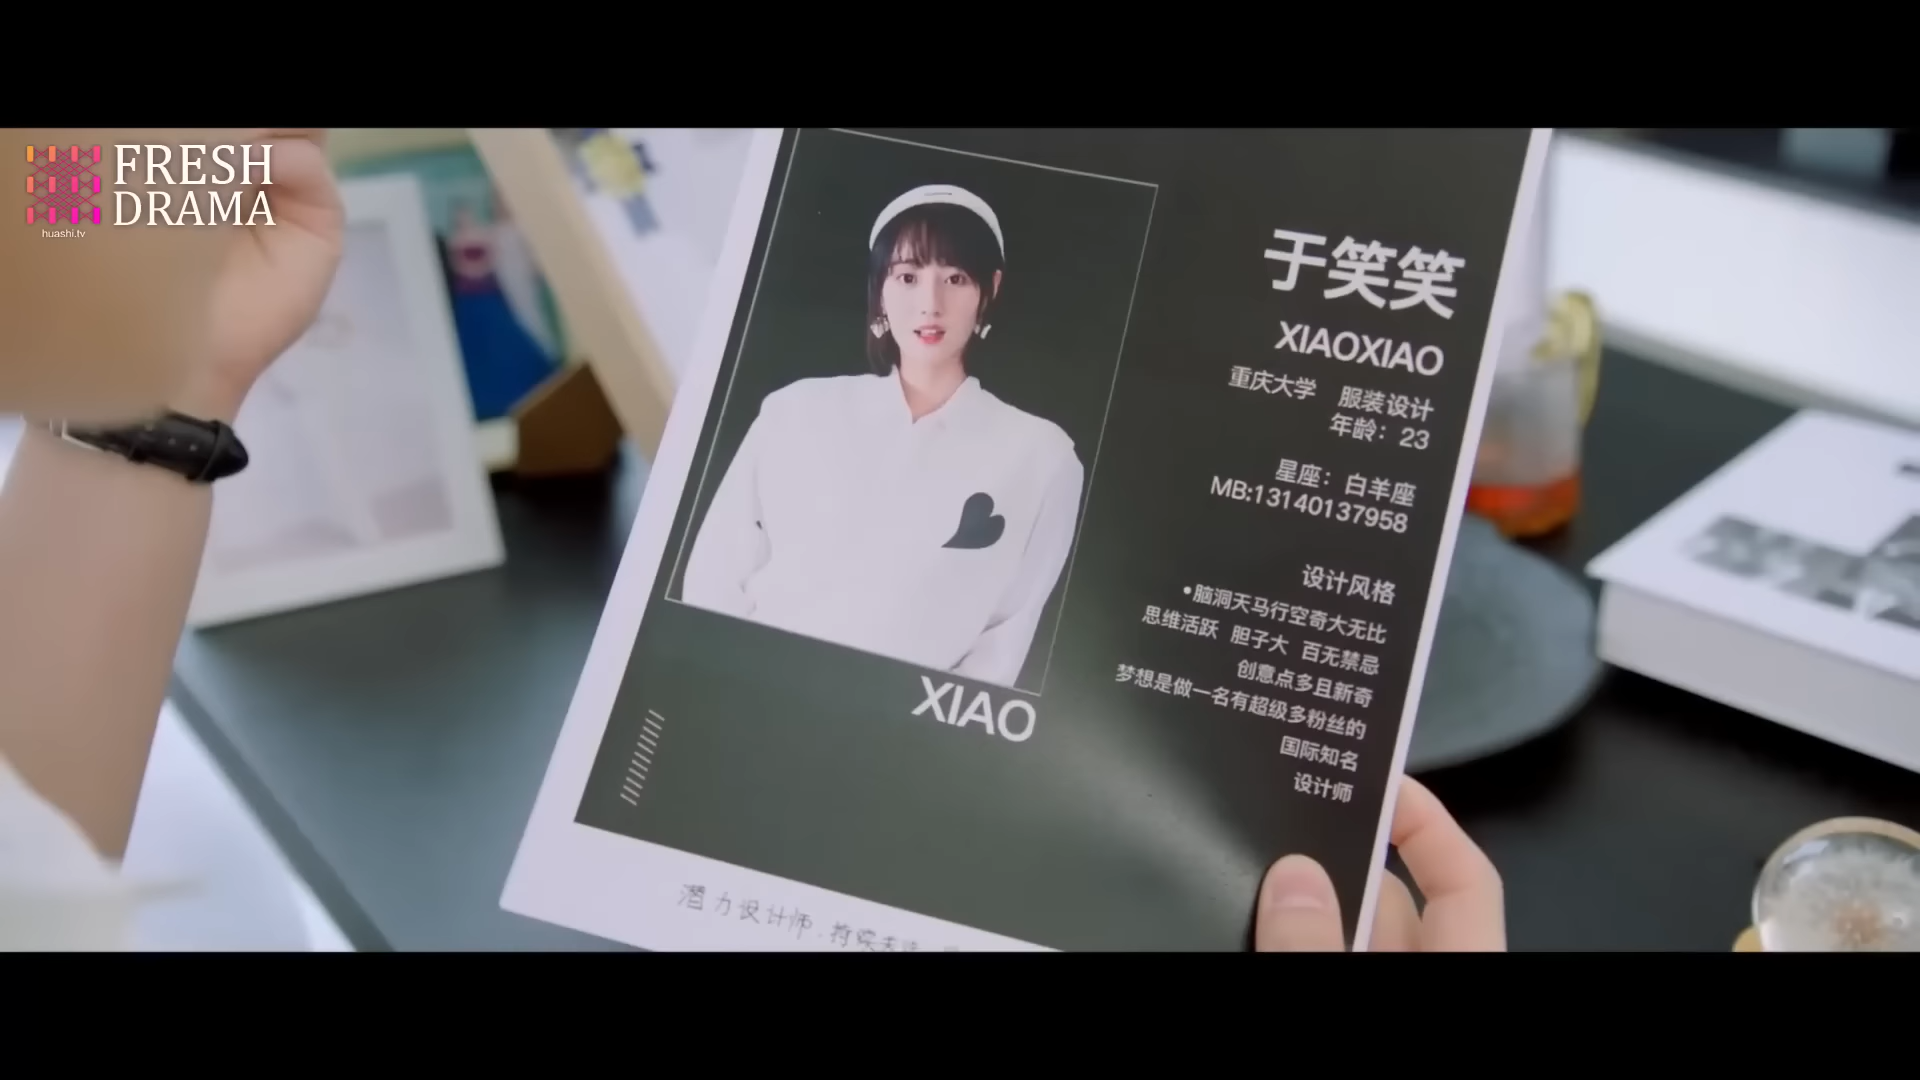 FRESH
DRAMA
huashi.tv
于笑笑
XIAOXIAO
重庆大学 服装设计
年龄：23
星座：白羊座
MB:13140137958
设计风格
•脑洞天马行空奇大无比
思维活跃 胆子大 百无禁忌
创意点多且新奇
梦想是做一名有超级多粉丝的
国际知名
设计师
XIAO
潜力设计师.持续关注